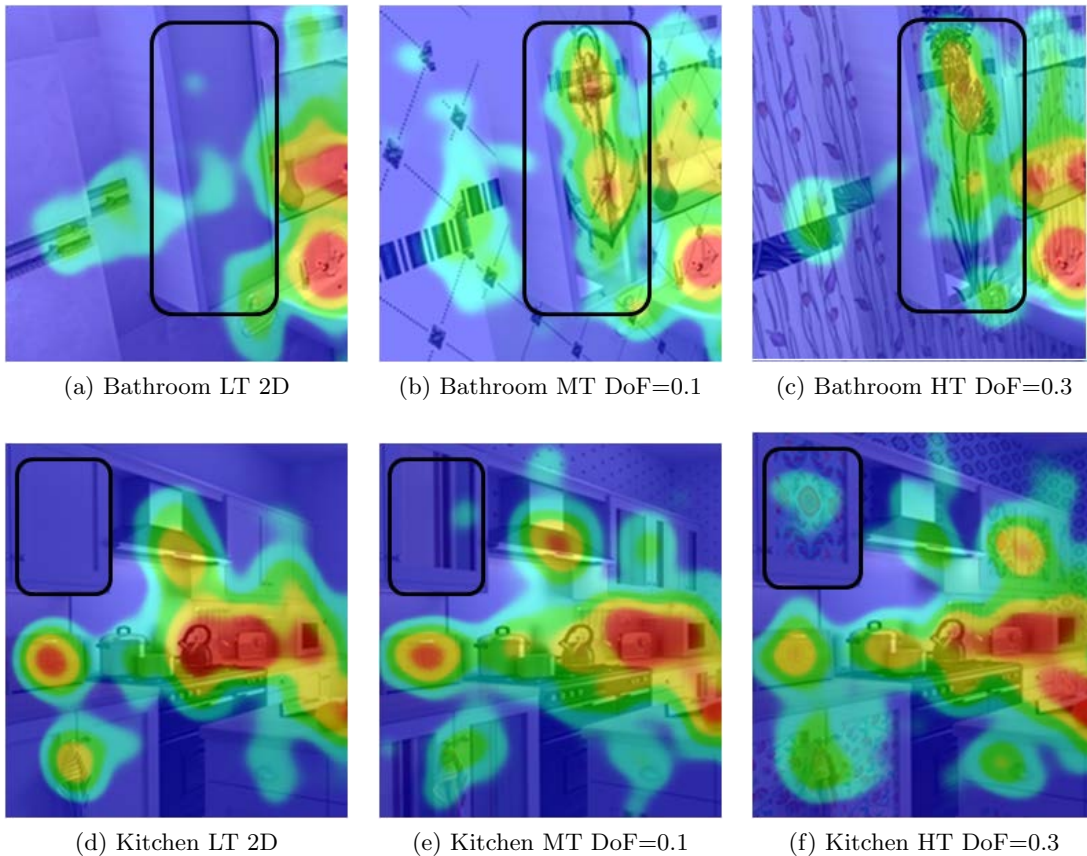 (a) Bathroom LT 2D
(b) Bathroom MT DoF=0.1
(c) Bathroom HT DoF=0.3
(d) Kitchen LT 2D
(e) Kitchen MT DoF=0.1
(f) Kitchen HT DoF=0.3